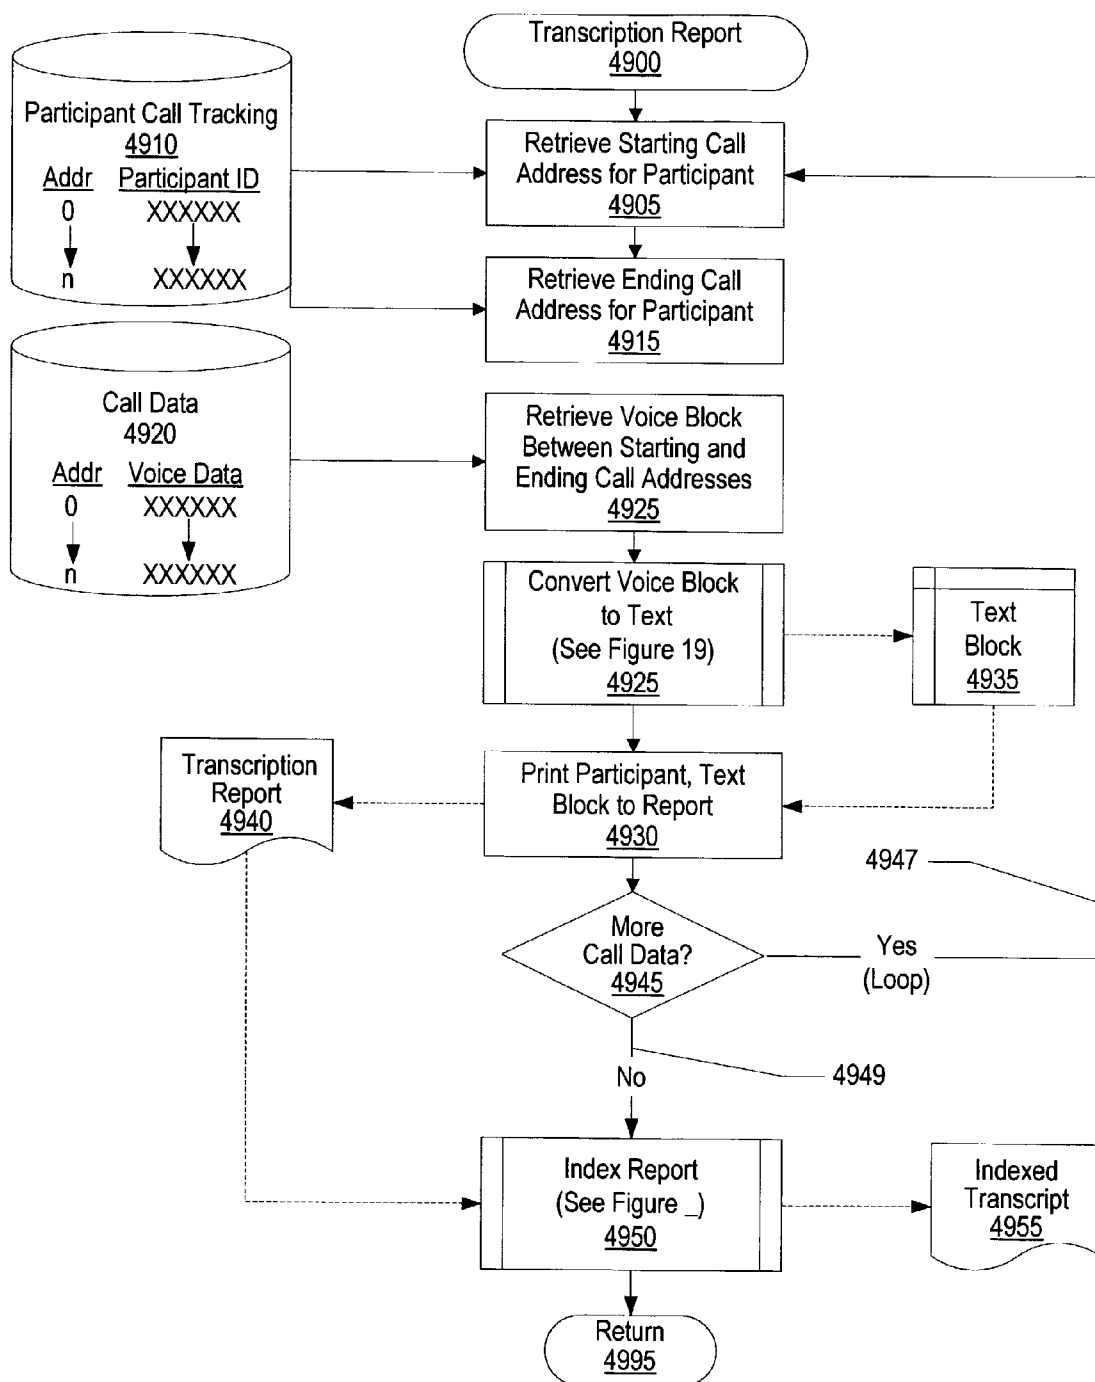 Transcription Report
4900
Participant Call Tracking
4910
Addr Participant ID
0 XXXXXX
n XXXXXX
Retrieve Starting Call
Address for Participant
4905
Retrieve Ending Call
Address for Participant
4915
Call Data
4920
Addr Voice Data
0 XXXXXX
n XXXXXX
Retrieve Voice Block
Between Starting and
Ending Call Addresses
4925
Convert Voice Block
to Text
(See Figure 19)
4925
Text
Block
4935
Transcription
Report
4940
Print Participant, Text
Block to Report
4930
4947
More
Call Data?
4945
Yes
(Loop)
No
4949
Index Report
(See Figure _)
4950
Indexed
Transcript
4955
Return
4995